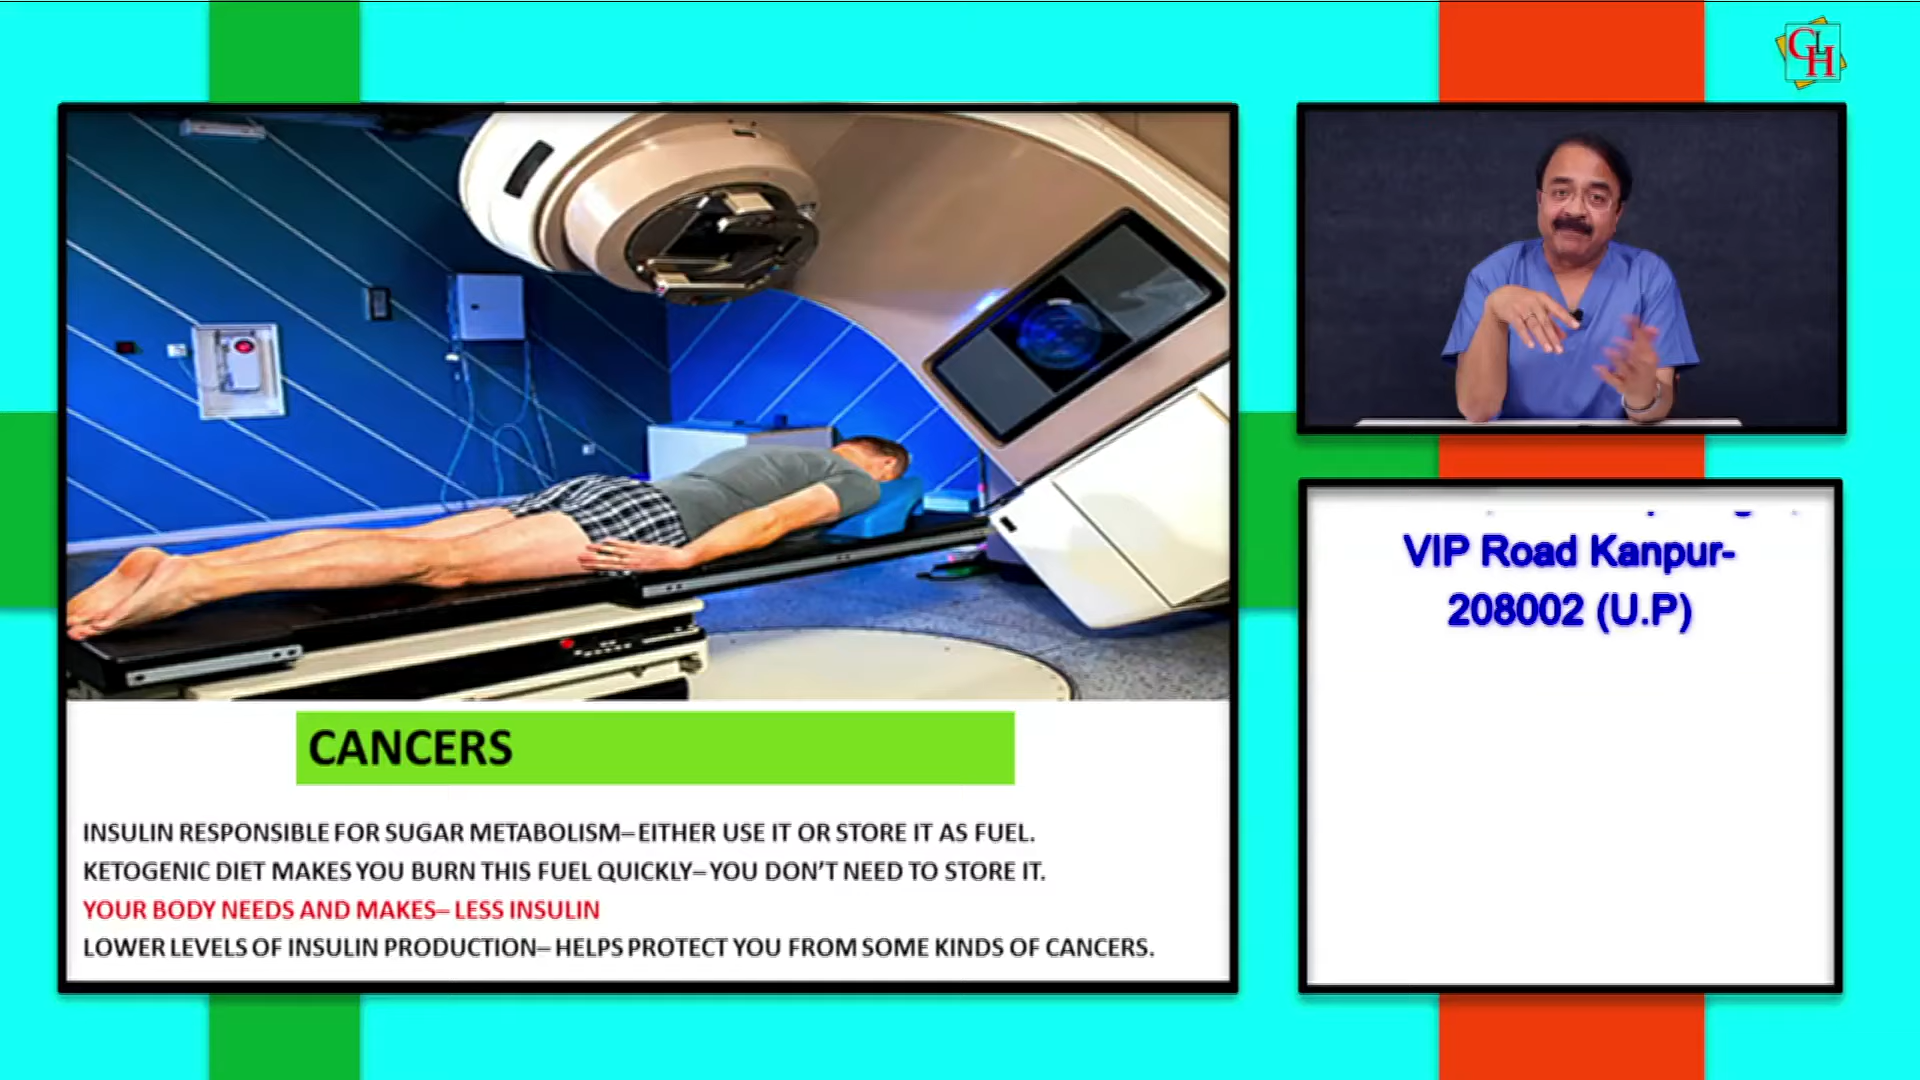 GLH
CANCERS
INSULIN RESPONSIBLE FOR SUGAR METABOLISM– EITHER USE IT OR STORE IT AS FUEL.
KETOGENIC DIET MAKES YOU BURN THIS FUEL QUICKLY– YOU DON'T NEED TO STORE IT.
YOUR BODY NEEDS AND MAKES– LESS INSULIN
LOWER LEVELS OF INSULIN PRODUCTION– HELPS PROTECT YOU FROM SOME KINDS OF CANCERS.
VIP Road Kanpur-
208002 (U.P)